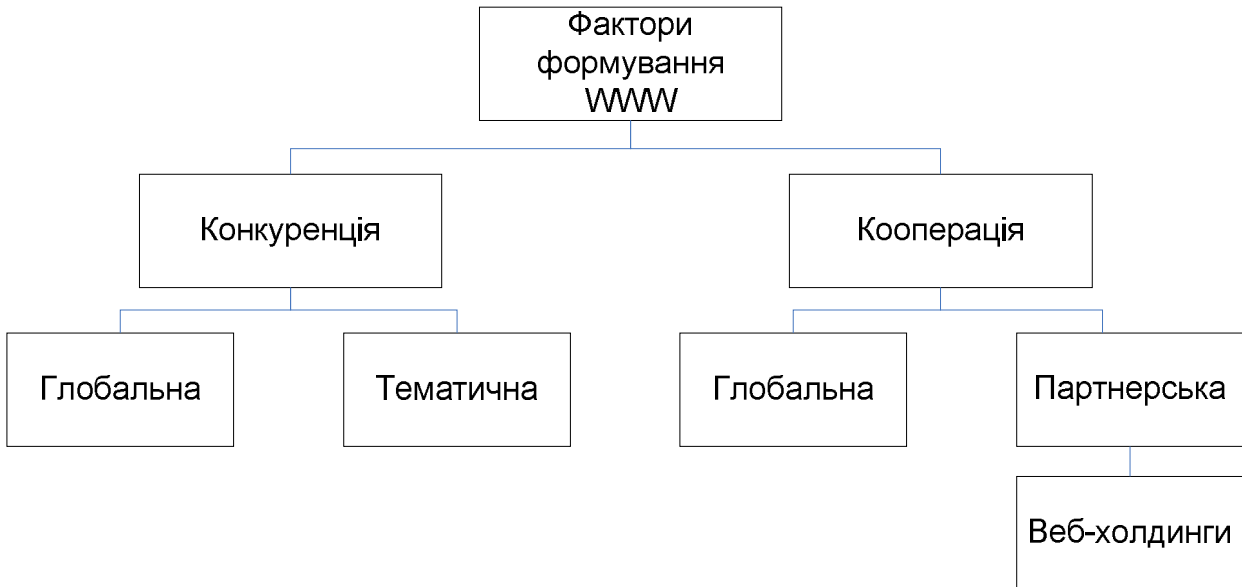 Фактори
формування
WWW
Конкуренція
Кооперація
Глобальна
Тематична
Глобальна
Партнерська
Веб-холдинги